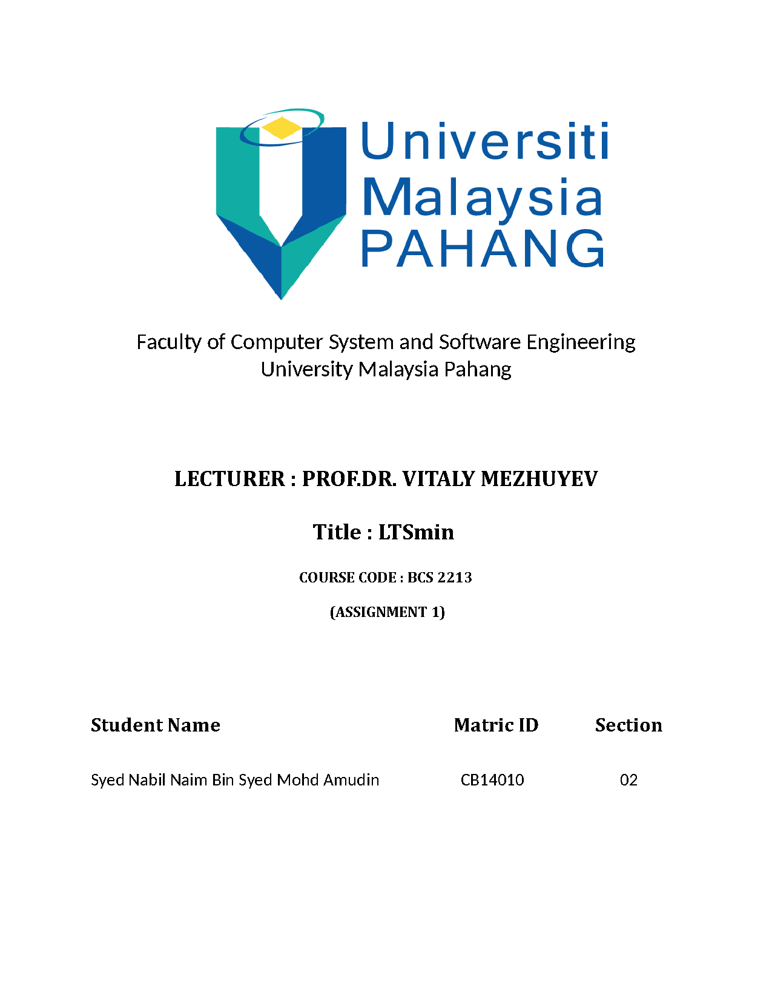 Universiti
Malaysia
PAHANG
Faculty of Computer System and Software Engineering
University Malaysia Pahang
LECTURER : PROF.DR. VITALY MEZHUYEV
Title : LTSmin
COURSE CODE : BCS 2213
(ASSIGNMENT 1)
Student Name Matric ID Section
Syed Nabil Naim Bin Syed Mohd Amudin CB14010 02